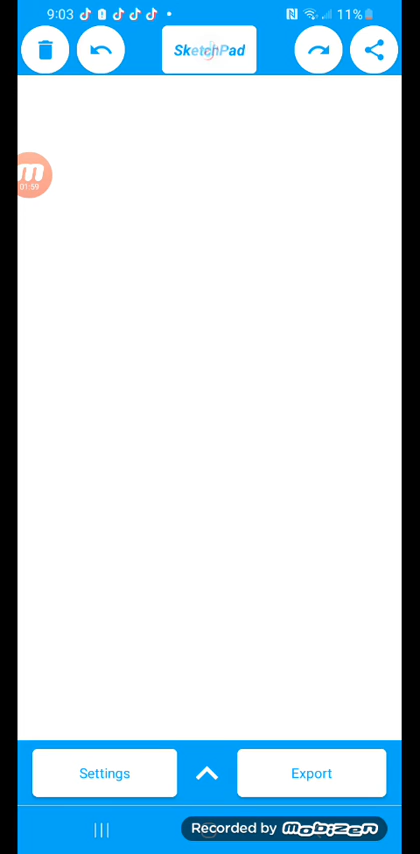 9:03
11%
SketchPad
01:59
Settings
Export
Recorded by mobizen